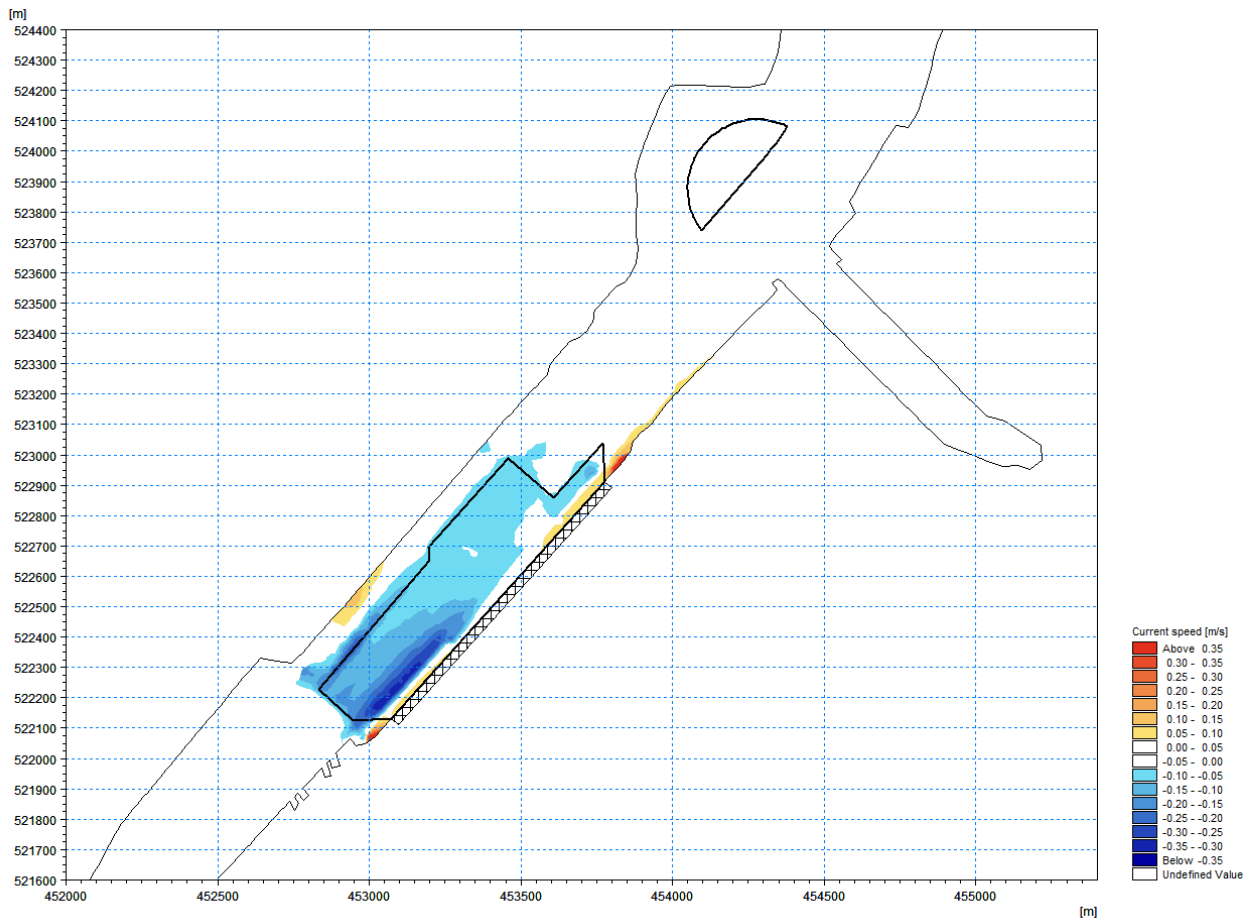 [m]
524400
524300
524200
524100
524000
523900
523800
523700
523600
523500
523400
523300
523200
523100
523000
522900
522800
522700
522600
522500
522400
522300
522200
522100
522000
521900
521800
521700
521600
452000 452500 453000 453500 454000 454500 455000
[m]
Current speed [m/s]
Above 0.35
0.30 - 0.35
0.25 - 0.30
0.20 - 0.25
0.15 - 0.20
0.10 - 0.15
0.05 - 0.10
0.00 - 0.05
-0.05 - 0.00
-0.10 - -0.05
-0.15 - -0.10
-0.20 - -0.15
-0.25 - -0.20
-0.30 - -0.25
-0.35 - -0.30
Below -0.35
Undefined Value